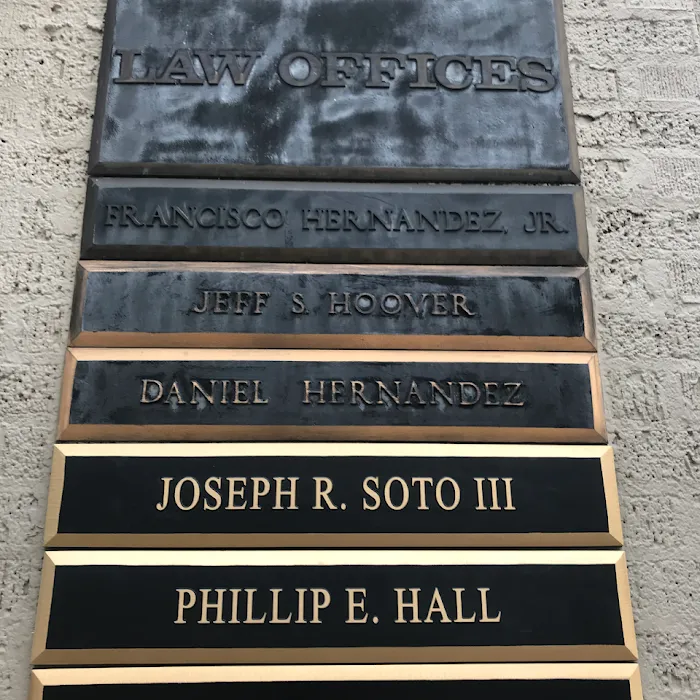 LAW OFFICES
FRANCISCO HERNANDEZ, JR.
JEFF S. HOOVER
DANIEL HERNANDEZ
JOSEPH R. SOTO III
PHILLIP E. HALL